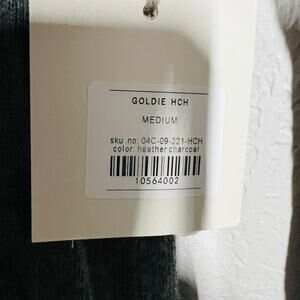 GOLDIE HCH
MEDIUM
sku no: 04C-09-221-HCH
color: heather charcoal
10564002